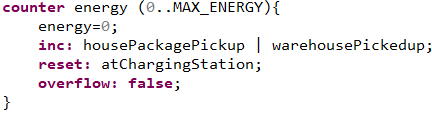 counter energy (0..MAX_ENERGY){
energy=0;
inc: housePackagePickup | warehousePickedup;
reset: atChargingStation;
overflow: false;
}